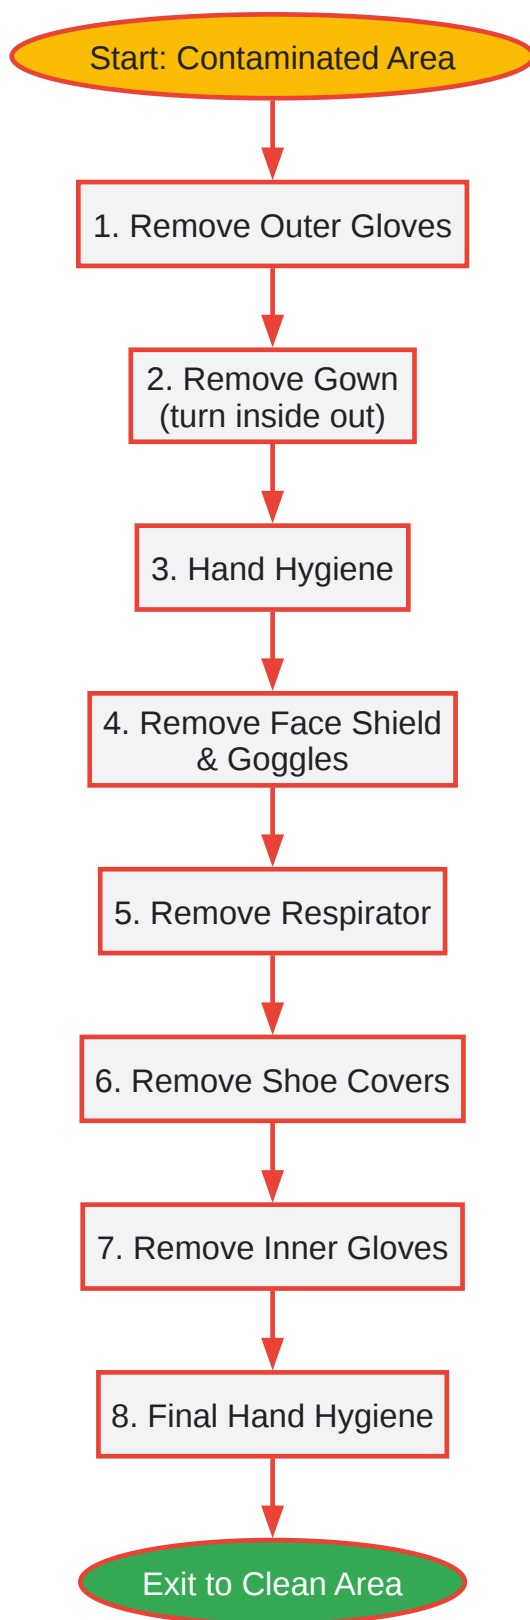 Start: Contaminated Area
1. Remove Outer Gloves
2. Remove Gown
(turn inside out)
3. Hand Hygiene
4. Remove Face Shield
& Goggles
5. Remove Respirator
6. Remove Shoe Covers
7. Remove Inner Gloves
8. Final Hand Hygiene
Exit to Clean Area